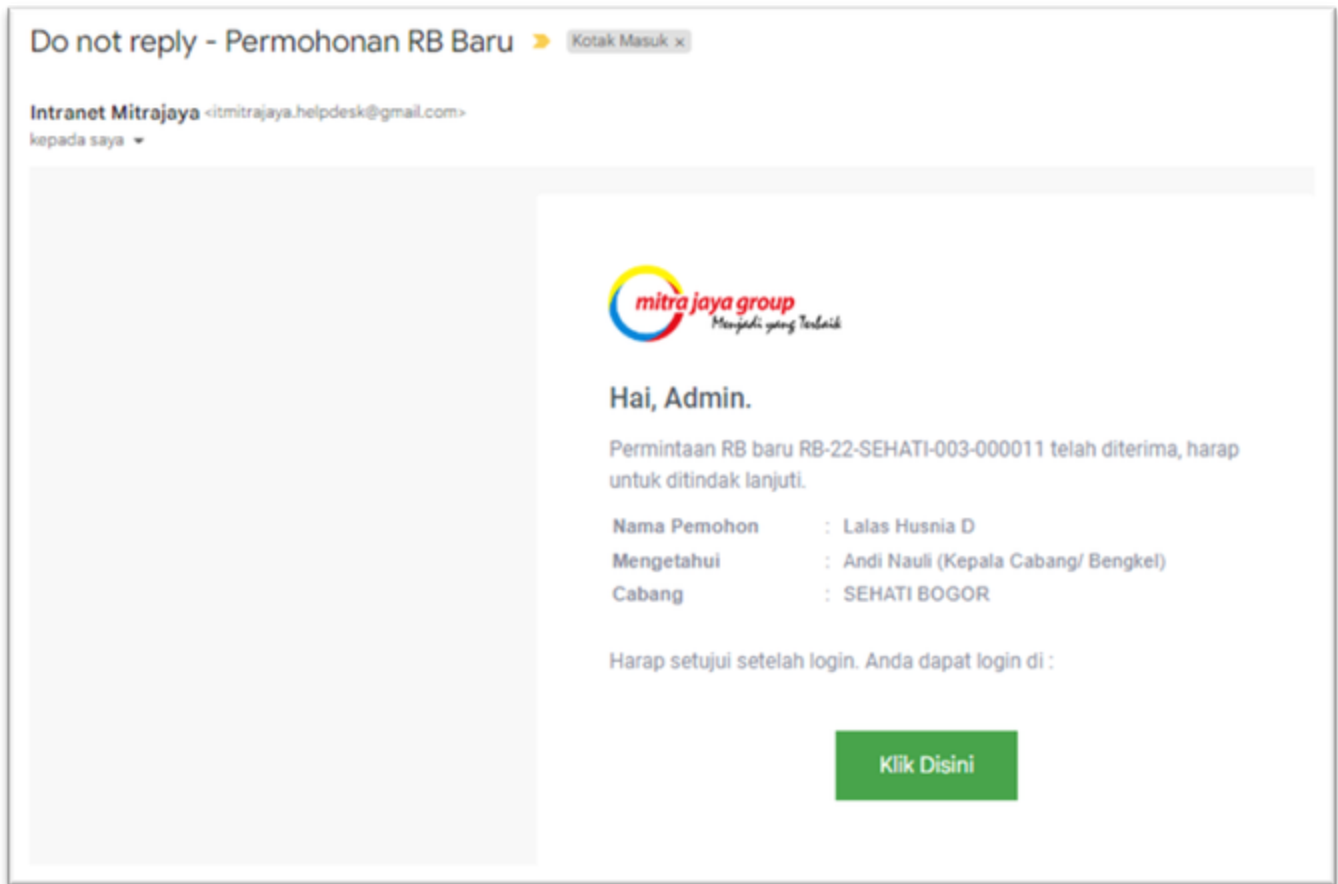 Do not reply - Permohonan RB Baru Kotak Masuk x
Intranet Mitrajaya <itmitrajaya.helpdesk@gmail.com>
kepada saya
mitra jaya group
Menjadi yang Terbaik
Hai, Admin.
Permintaan RB baru RB-22-SEHATI-003-000011 telah diterima, harap
untuk ditindak lanjuti.
Nama Pemohon : Lalas Husnia D
Mengetahui : Andi Nauli (Kepala Cabang/ Bengkel)
Cabang : SEHATI BOGOR
Harap setujui setelah login. Anda dapat login di :
Klik Disini